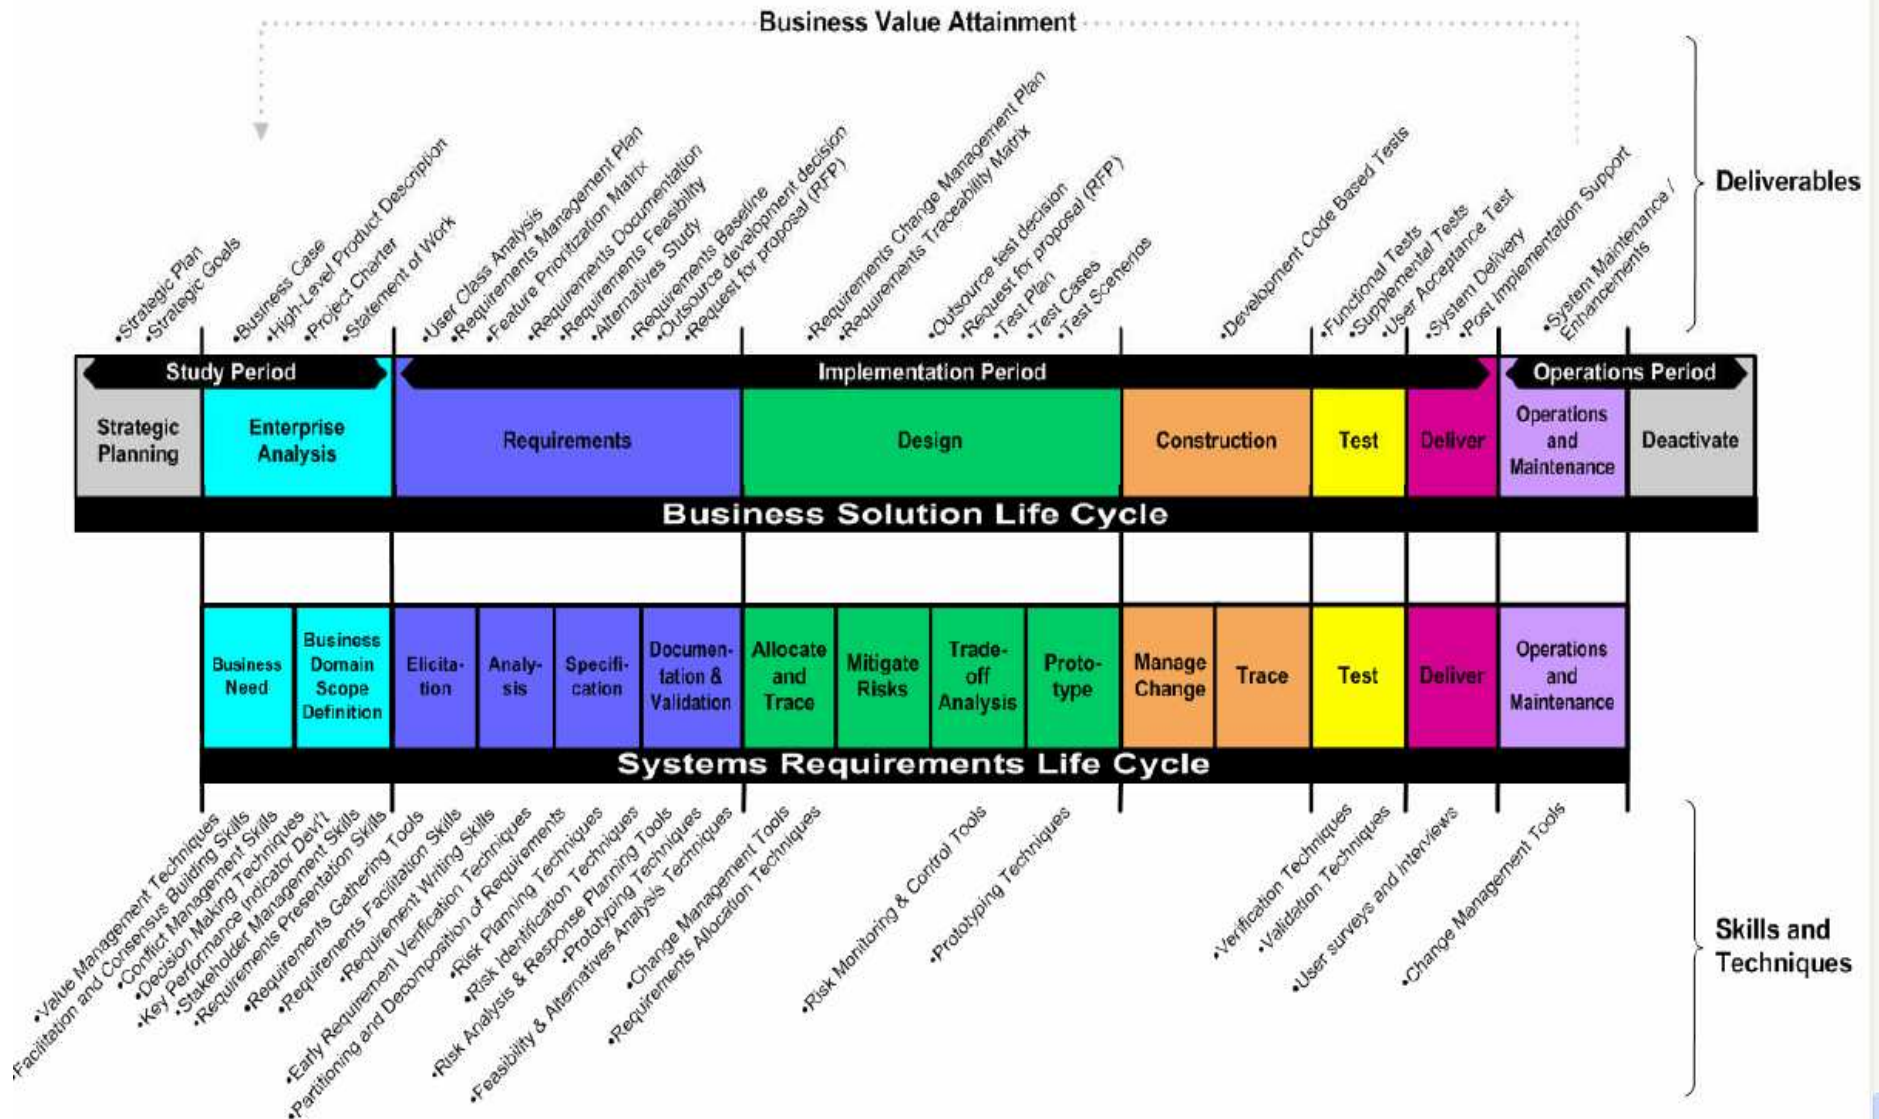 Business Value Attainment
Deliverables
•Strategic Plan
•Strategic Goals
•Business Case
•High-Level Product Description
•Project Charter
•Statement of Work
•User Class Analysis
•Requirements Management Plan
•Feature Prioritization Matrix
•Requirements Documentation
•Requirements Feasibility
•Alternatives Study
•Requirements Baseline
•Outsource development decision
•Request for proposal (RFP)
•Requirements Change Management Plan
•Requirements Traceability Matrix
•Outsource test decision
•Request for proposal (RFP)
•Test Plan
•Test Cases
•Test Scenerios
•Development Code Based Tests
•Functional Tests
•Supplemental Tests
•User Acceptance Test
•System Delivery
•Post Implementation Support
•System Maintenance /
Enhancements
Study Period
Implementation Period
Operations Period
Strategic
Planning
Enterprise
Analysis
Requirements
Design
Construction
Test
Deliver
Operations
and
Maintenance
Deactivate
Business Solution Life Cycle
Business
Need
Business
Domain
Scope
Definition
Elicita-
tion
Analy-
sis
Specifi-
cation
Documen-
tation &
Validation
Allocate
and
Trace
Mitigate
Risks
Trade-
off
Analysis
Proto-
type
Manage
Change
Trace
Test
Deliver
Operations
and
Maintenance
Systems Requirements Life Cycle
•Value Management Techniques
•Facilitation and Consensus Building Skills
•Conflict Management Skills
•Decision Making Techniques
•Key Performance Indicator Dev't
•Stakeholder Management Skills
•Requirements Presentation Skills
•Requirements Gathering Tools
•Requirements Facilitation Skills
•Requirement Writing Skills
•Early Requirement Verification Techniques
•Partitioning and Decomposition of Requirements
•Risk Planning Techniques
•Risk Identification Techniques
•Risk Analysis & Response Planning Tools
•Prototyping Techniques
•Feasibility & Alternatives Analysis Techniques
•Change Management Tools
•Requirements Allocation Techniques
•Risk Monitoring & Control Tools
•Prototyping Techniques
•Verification Techniques
•Validation Techniques
•User surveys and interviews
•Change Management Tools
Skills and
Techniques